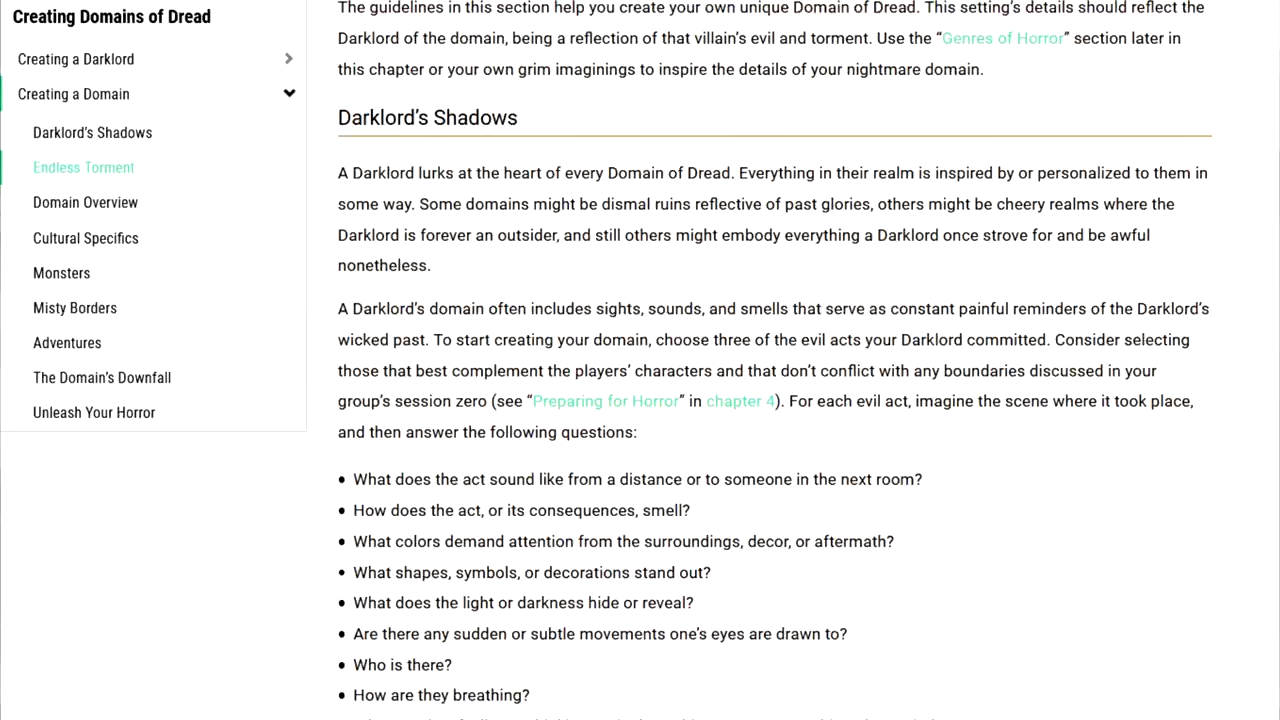 Creating Domains of Dread
Creating a Darklord
Creating a Domain
Darklord's Shadows
Endless Torment
Domain Overview
Cultural Specifics
Monsters
Misty Borders
Adventures
The Domain's Downfall
Unleash Your Horror
The guidelines in this section help you create your own unique Domain of Dread. This setting's details should reflect the
Darklord of the domain, being a reflection of that villain's evil and torment. Use the “Genres of Horror” section later in
this chapter or your own grim imaginings to inspire the details of your nightmare domain.
Darklord's Shadows
A Darklord lurks at the heart of every Domain of Dread. Everything in their realm is inspired by or personalized to them in
some way. Some domains might be dismal ruins reflective of past glories, others might be cheery realms where the
Darklord is forever an outsider, and still others might embody everything a Darklord once strove for and be awful
nonetheless.
A Darklord's domain often includes sights, sounds, and smells that serve as constant painful reminders of the Darklord's
wicked past. To start creating your domain, choose three of the evil acts your Darklord committed. Consider selecting
those that best complement the players' characters and that don't conflict with any boundaries discussed in your
group's session zero (see “Preparing for Horror” in chapter 4). For each evil act, imagine the scene where it took place,
and then answer the following questions:
• What does the act sound like from a distance or to someone in the next room?
• How does the act, or its consequences, smell?
• What colors demand attention from the surroundings, decor, or aftermath?
• What shapes, symbols, or decorations stand out?
• What does the light or darkness hide or reveal?
• Are there any sudden or subtle movements one's eyes are drawn to?
• Who is there?
• How are they breathing?